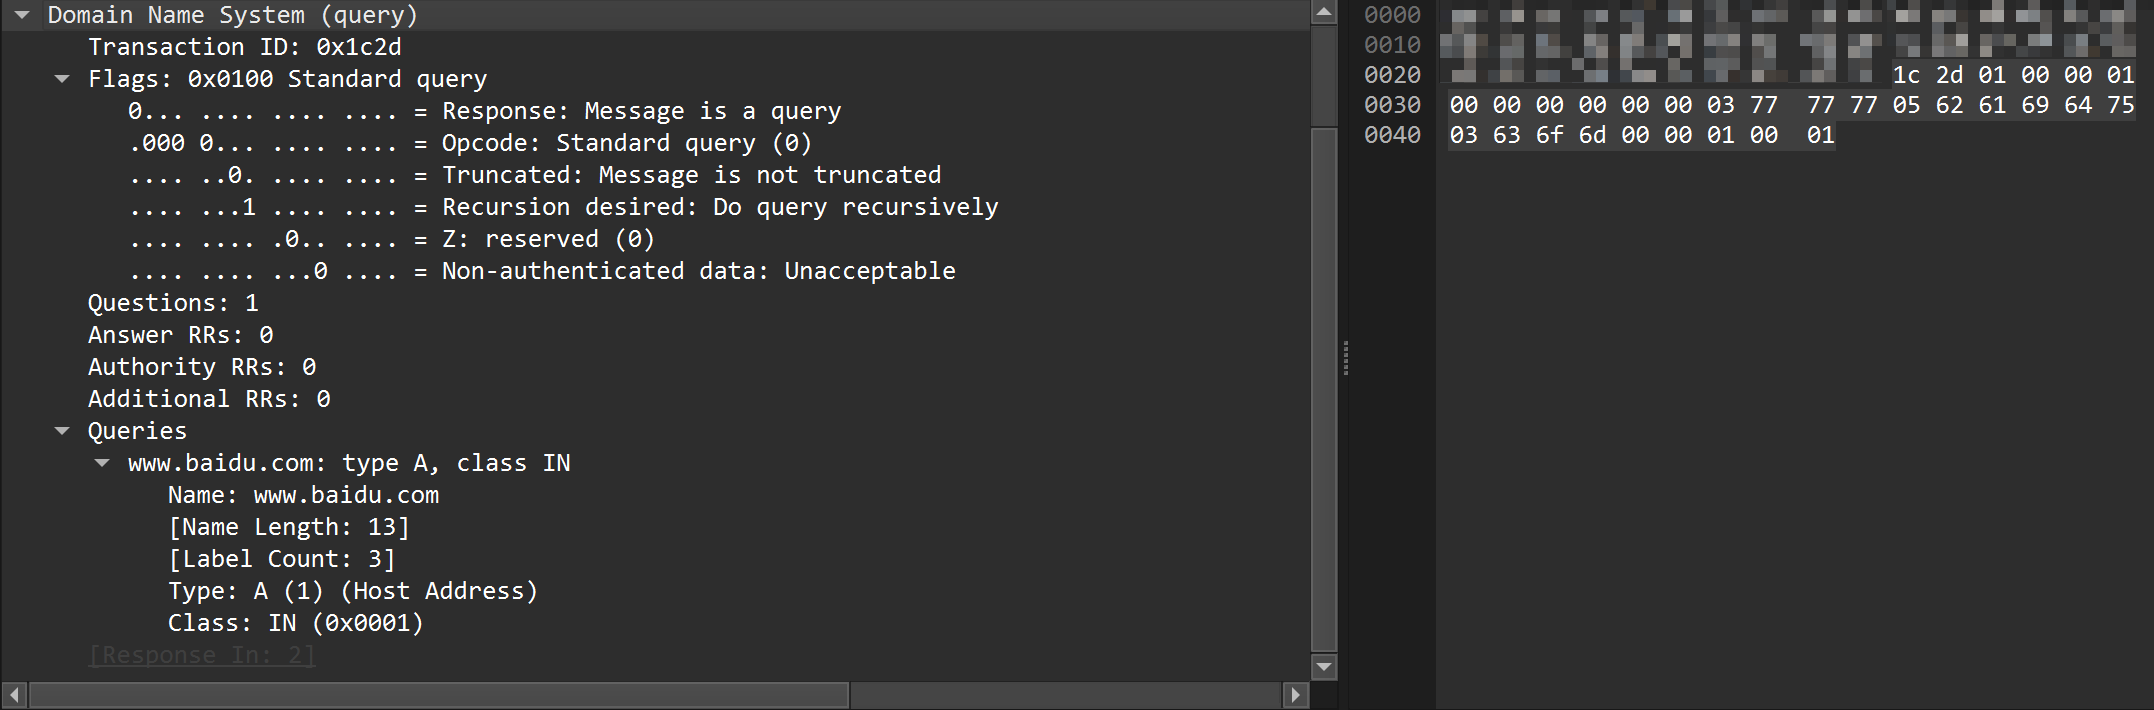 Domain Name System (query)
Transaction ID: 0x1c2d
Flags: 0x0100 Standard query
0... .... .... .... = Response: Message is a query
.000 0... .... .... = Opcode: Standard query (0)
.... ..0. .... .... = Truncated: Message is not truncated
.... ...1 .... .... = Recursion desired: Do query recursively
.... .... .0.. .... = Z: reserved (0)
.... .... ...0 .... = Non-authenticated data: Unacceptable
Questions: 1
Answer RRs: 0
Authority RRs: 0
Additional RRs: 0
Queries
www.baidu.com: type A, class IN
Name: www.baidu.com
[Name Length: 13]
[Label Count: 3]
Type: A (1) (Host Address)
Class: IN (0x0001)
[Response In: 2]
0000
0010
0020 1c 2d 01 00 00 01
0030 00 00 00 00 00 00 03 77 77 77 05 62 61 69 64 75
0040 03 63 6f 6d 00 00 01 00 01